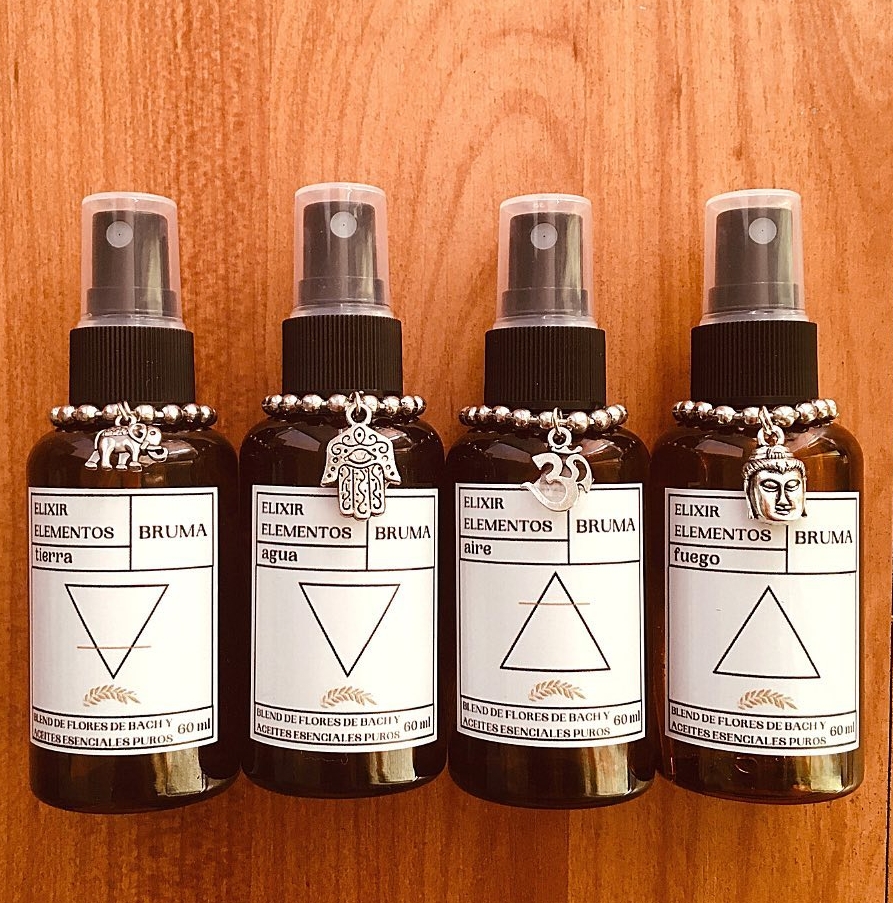 ELIXIR
ELEMENTOS
tierra
BRUMA
BLEND DE FLORES DE BACH Y
ACEITES ESENCIALES PUROS
60 ml
ELIXIR
ELEMENTOS
agua
BRUMA
BLEND DE FLORES DE BACH Y
ACEITES ESENCIALES PUROS
60 ml
ELIXIR
ELEMENTOS
aire
BRUMA
BLEND DE FLORES DE BACH Y
ACEITES ESENCIALES PUROS
60 ml
ELIXIR
ELEMENTOS
fuego
BRUMA
BLEND DE FLORES DE BACH Y
ACEITES ESENCIALES PUROS
60 ml